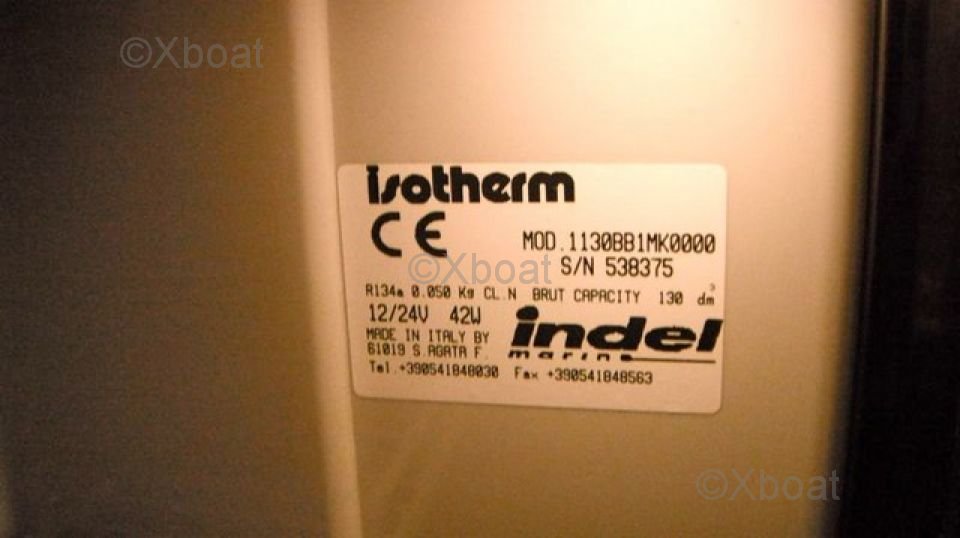 ©Xboat
isotherm
CE
MOD.1130BB1MK0000
S/N 538375
©Xboat
R134a 0.050 Kg CL.N BRUT CAPACITY 130 dm³
12/24V 42W
indel
marine
MADE IN ITALY BY
61019 S.AGATA F.
Tel.+390541848030 Fax +390541848563
©Xboat